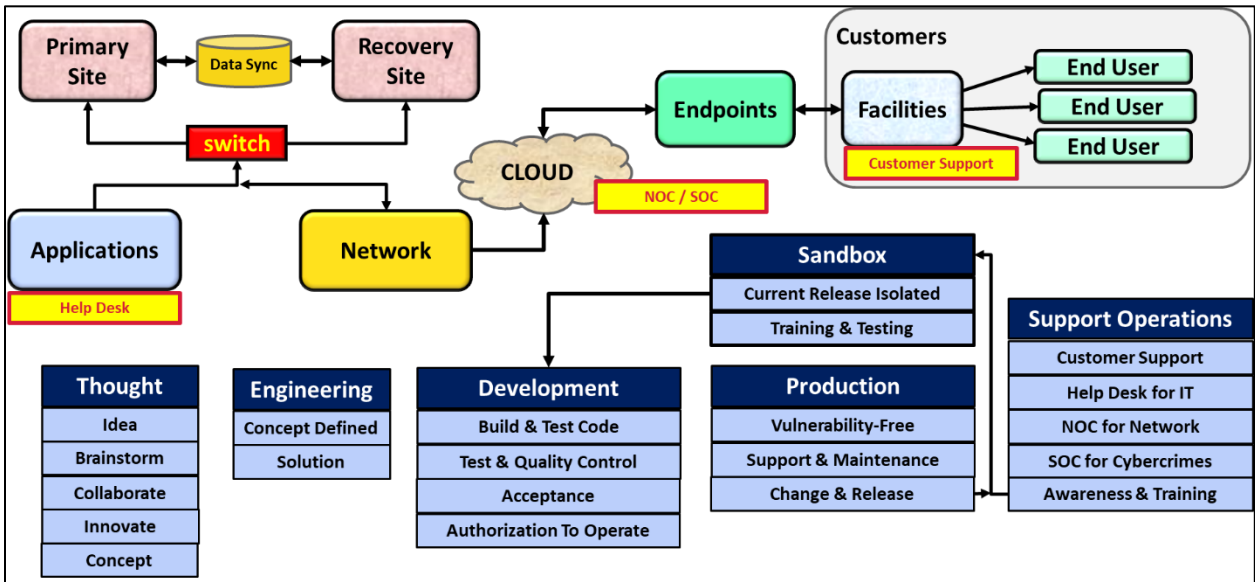 Primary
Site
Data Sync
Recovery
Site
switch
Applications
Help Desk
Network
CLOUD
NOC / SOC
Endpoints
Customers
Facilities
Customer Support
End User
End User
End User
Thought
Idea
Brainstorm
Collaborate
Innovate
Concept
Engineering
Concept Defined
Solution
Development
Build & Test Code
Test & Quality Control
Acceptance
Authorization To Operate
Sandbox
Current Release Isolated
Training & Testing
Production
Vulnerability-Free
Support & Maintenance
Change & Release
Support Operations
Customer Support
Help Desk for IT
NOC for Network
SOC for Cybercrimes
Awareness & Training